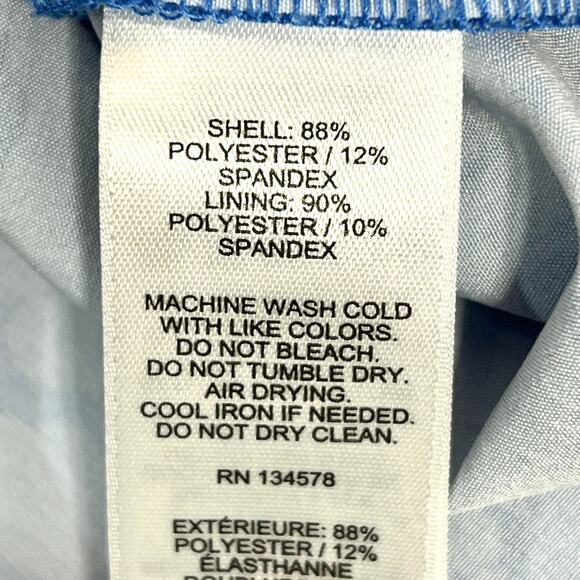 SHELL: 88%
POLYESTER / 12%
SPANDEX
LINING: 90%
POLYESTER / 10%
SPANDEX
MACHINE WASH COLD
WITH LIKE COLORS.
DO NOT BLEACH.
DO NOT TUMBLE DRY.
AIR DRYING.
COOL IRON IF NEEDED.
DO NOT DRY CLEAN.
RN 134578
EXTÉRIEURE: 88%
POLYESTER / 12%
ÉLASTHANNE